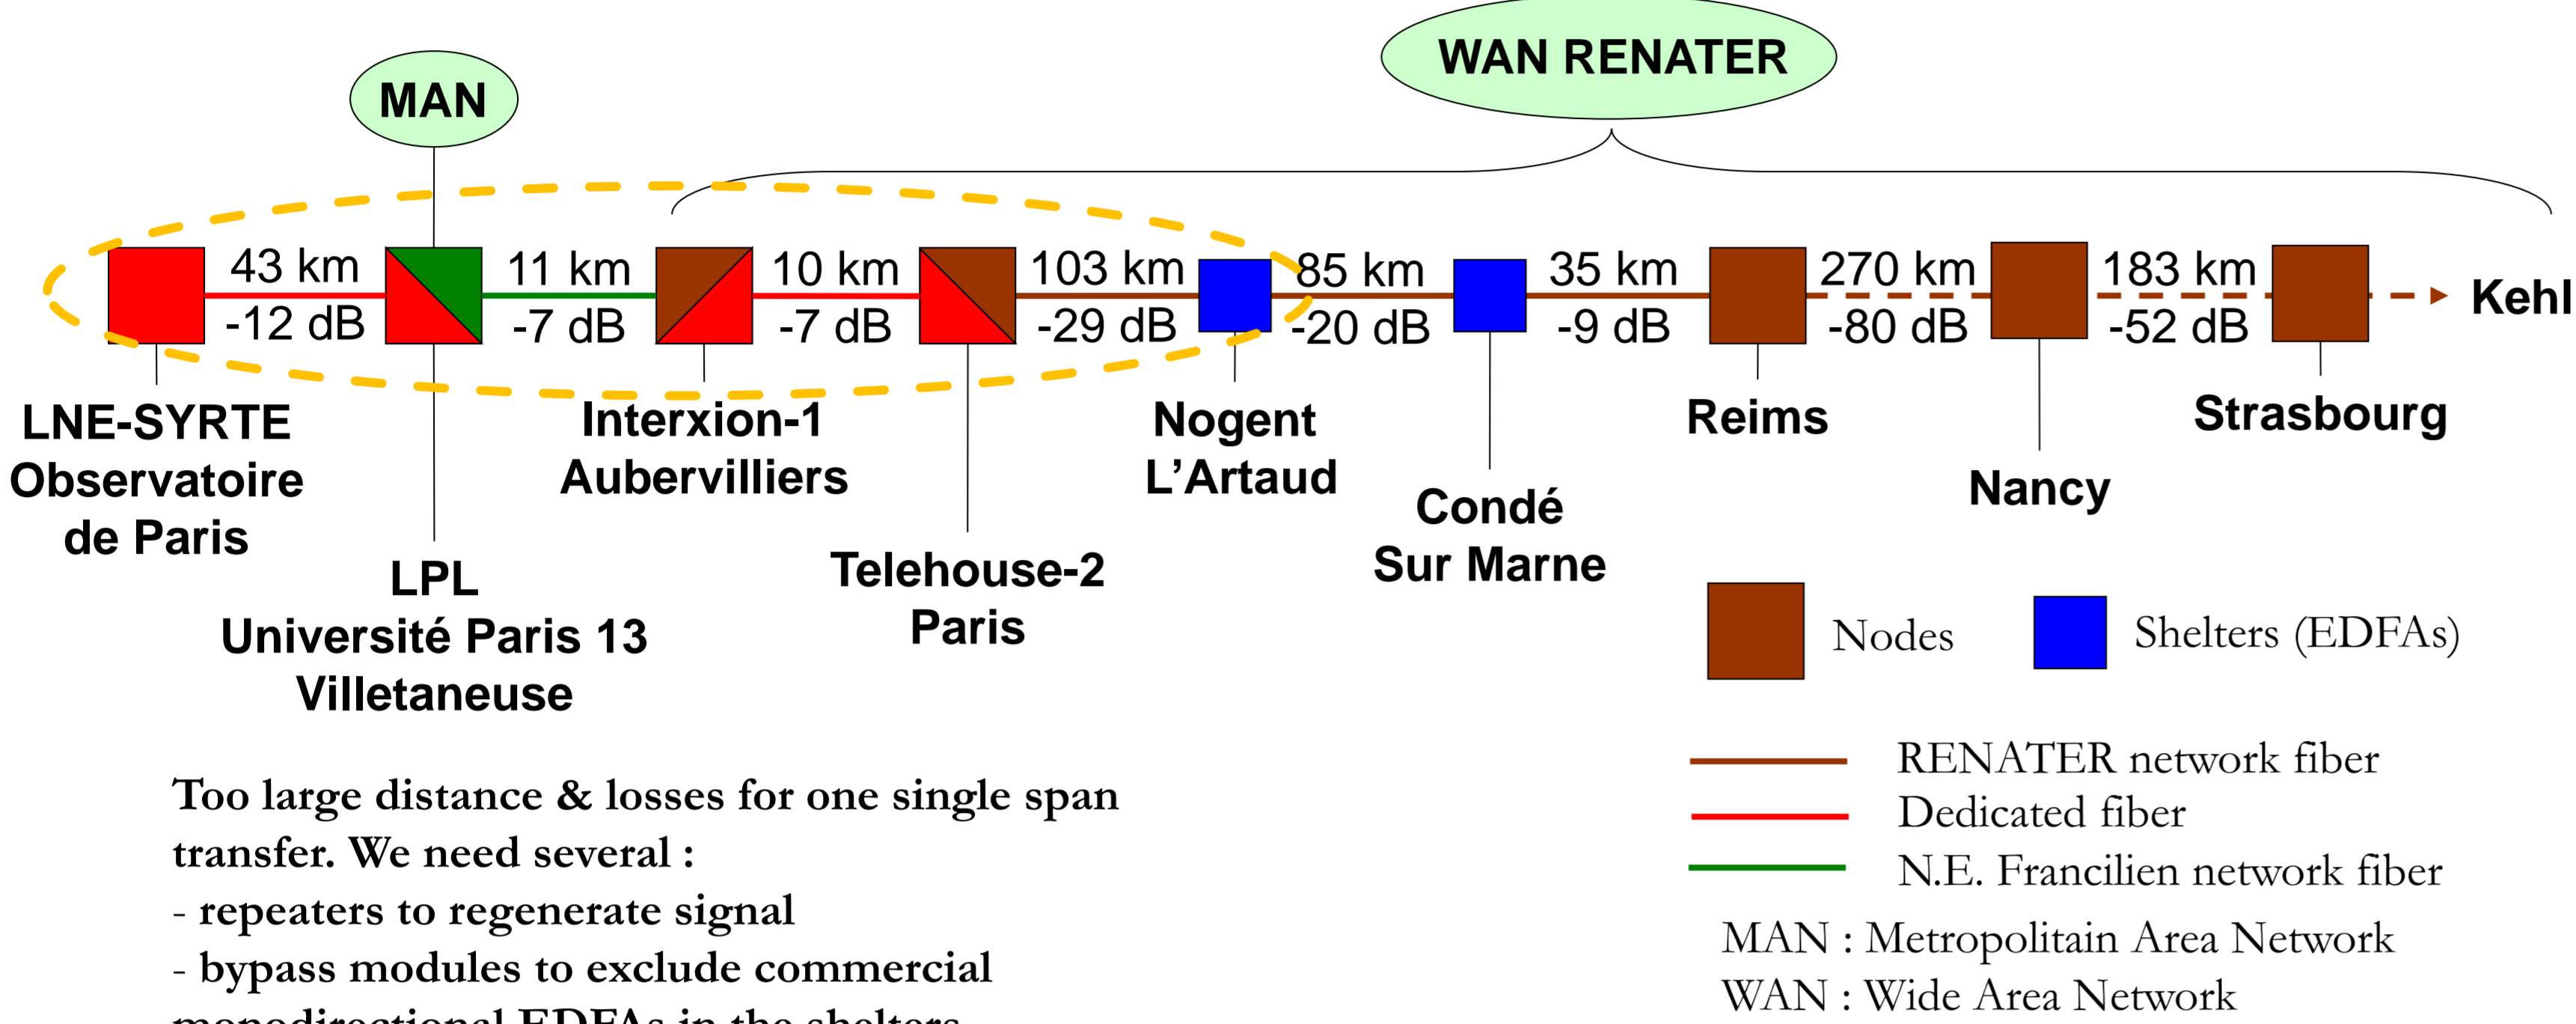 WAN RENATER
MAN
43 km
11 km
10 km
103 km
85 km
35 km
270 km
183 km
-12 dB
-7 dB
-7 dB
-29 dB
-20 dB
-9 dB
-80 dB
-52 dB
Kehl
LNE-SYRTE
Observatoire
de Paris
LPL
Université Paris 13
Villetaneuse
Interxion-1
Aubervilliers
Telehouse-2
Paris
Nogent
L'Artaud
Condé
Sur Marne
Reims
Nancy
Strasbourg
Nodes
Shelters (EDFAs)
RENATER network fiber
Dedicated fiber
N.E. Francilien network fiber
MAN : Metropolitain Area Network
WAN : Wide Area Network
Too large distance & losses for one single span
transfer. We need several :
- repeaters to regenerate signal
- bypass modules to exclude commercial
monodirectional EDFAs in the shelters